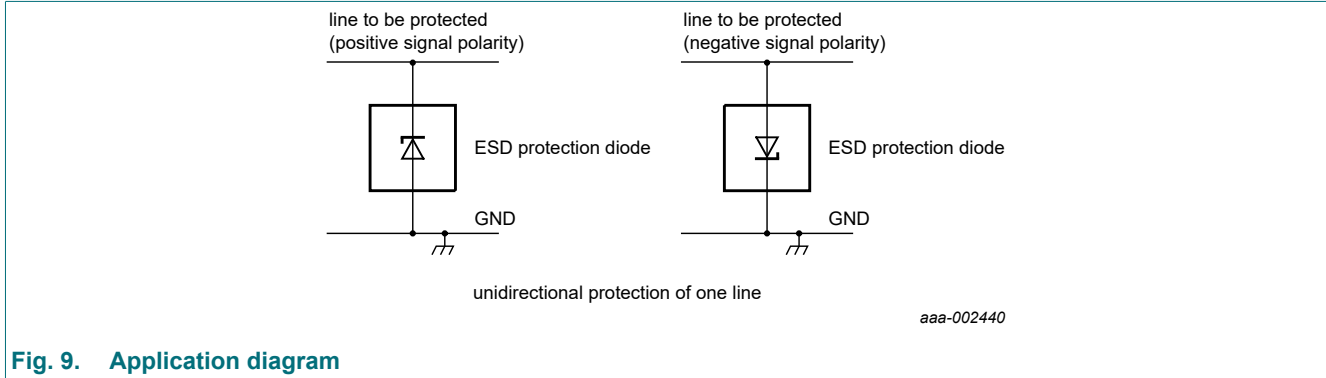 line to be protected
(positive signal polarity)
line to be protected
(negative signal polarity)
ESD protection diode
ESD protection diode
GND
GND
unidirectional protection of one line
aaa-002440
Fig. 9. Application diagram